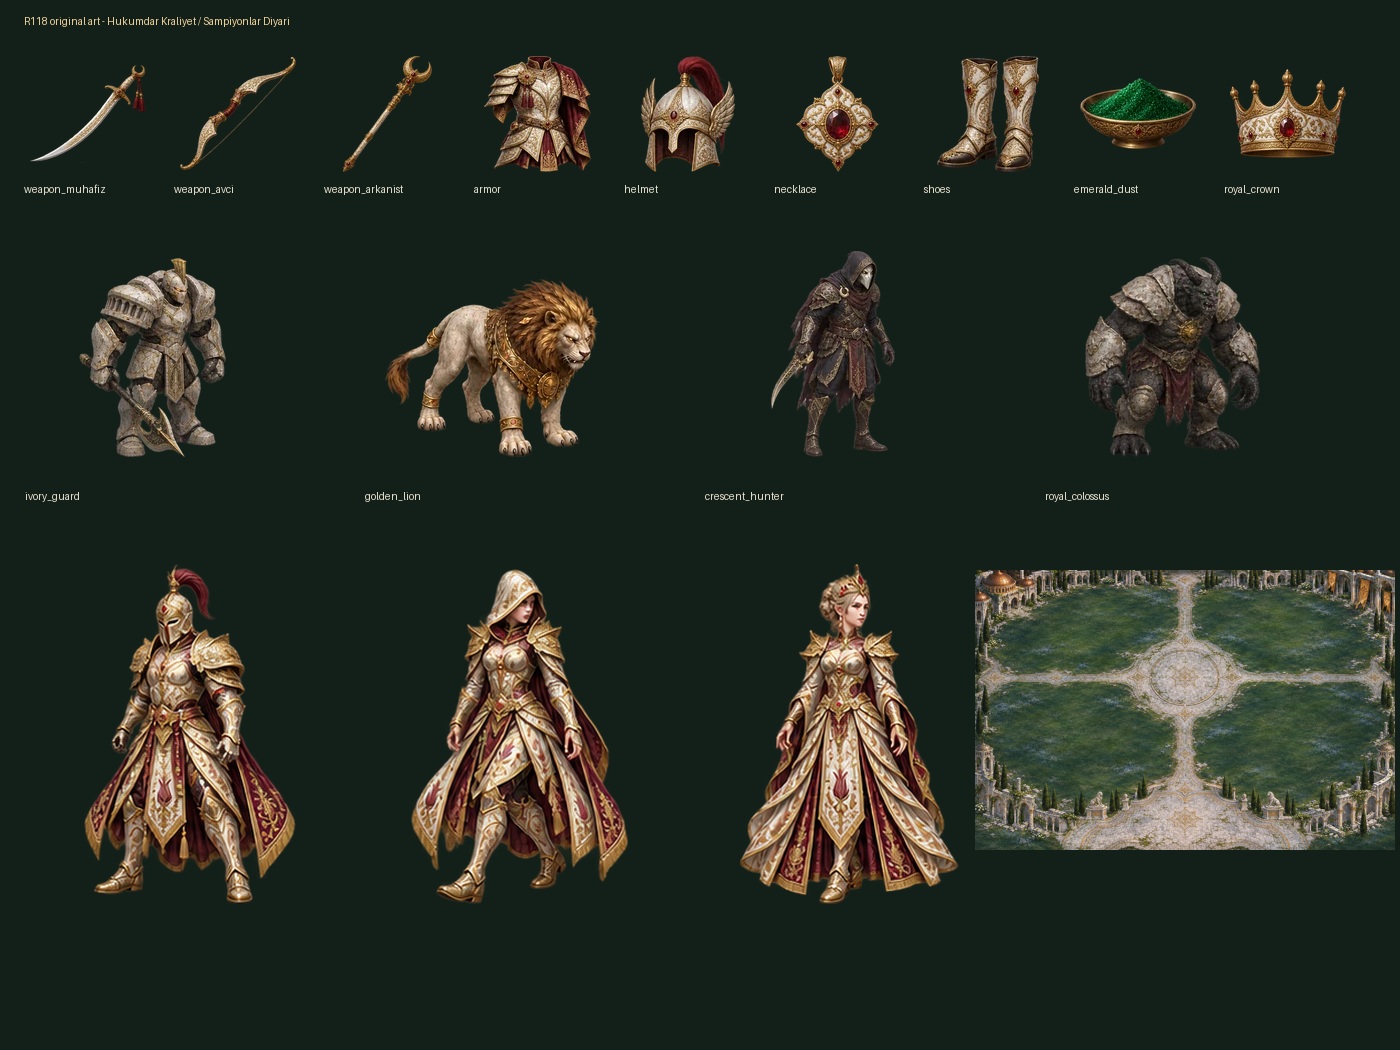 R118 original art - Hukumdar Kraliyet / Sampiyonlar Diyari
weapon_muhafiz
weapon_avci
weapon_arkanist
armor
helmet
necklace
shoes
emerald_dust
royal_crown
ivory_guard
golden_lion
crescent_hunter
royal_colossus